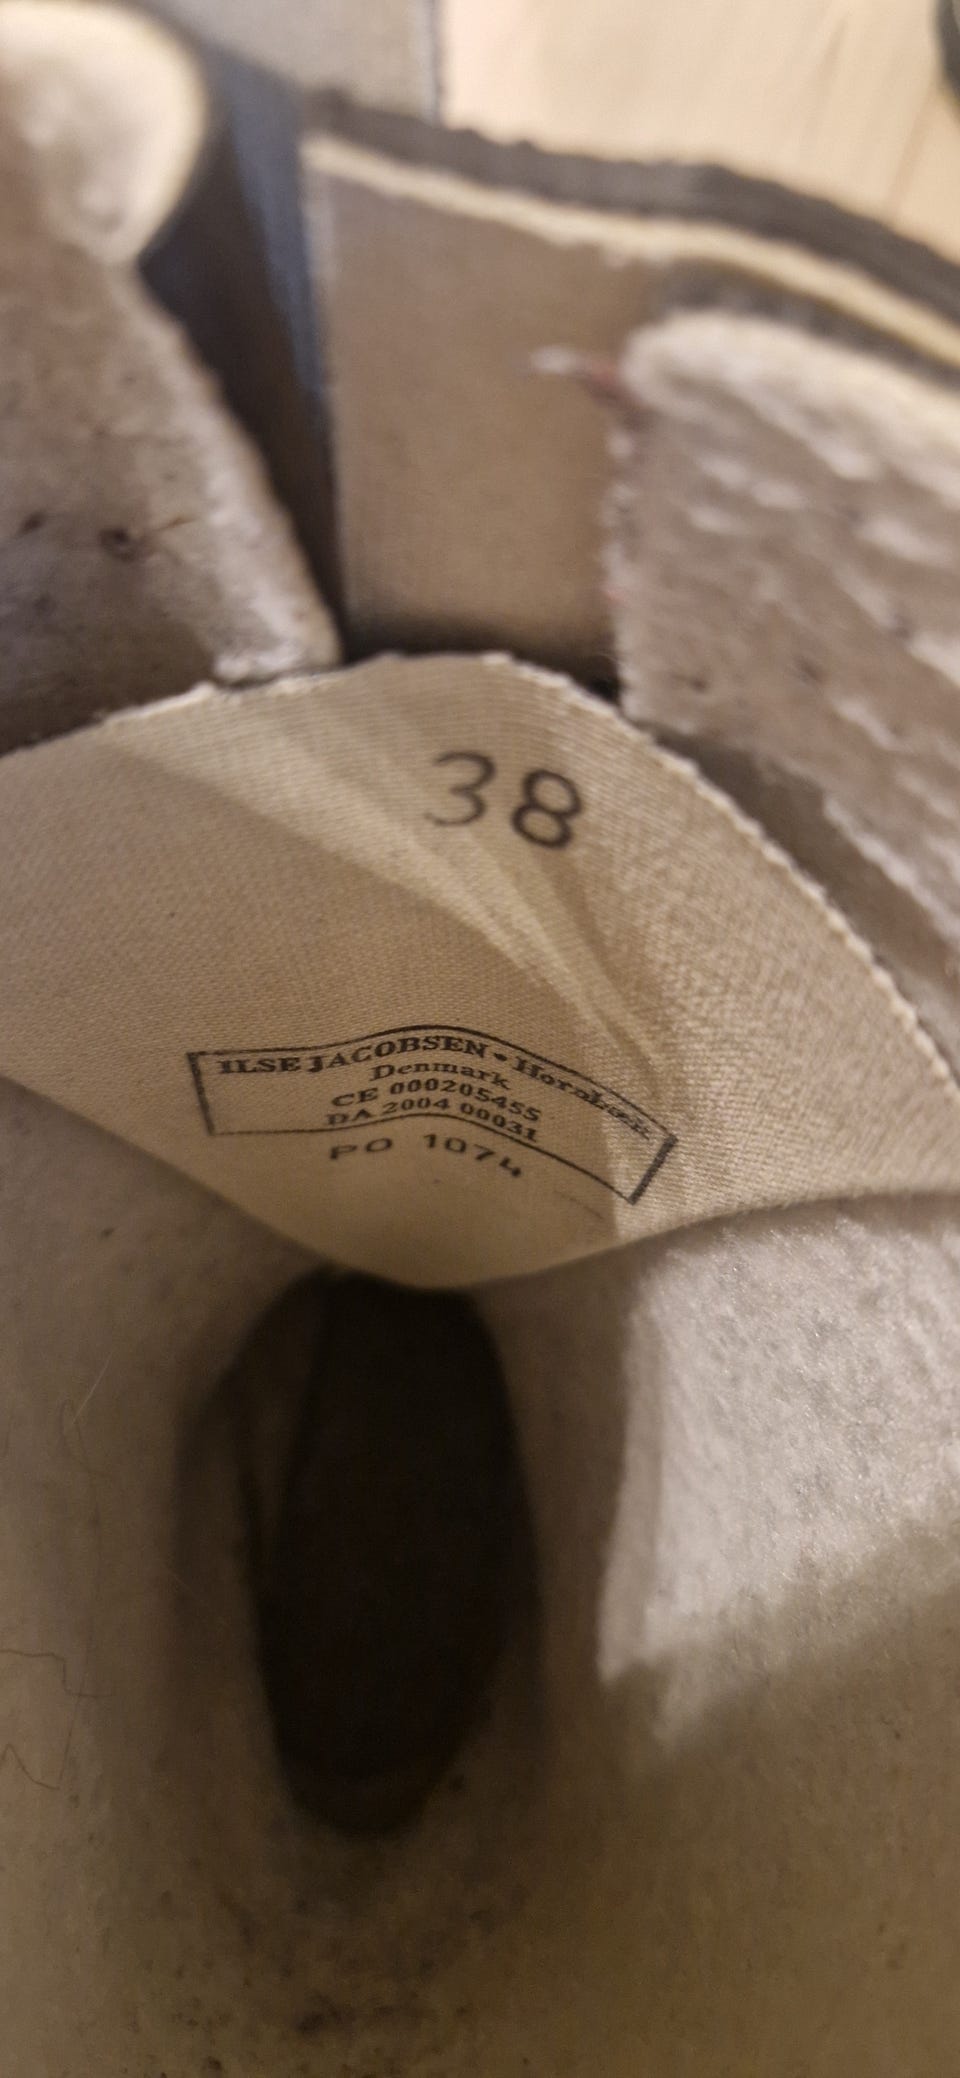 38
ILSE JACOBSEN • Hornbæk
Denmark
CE 000205455
DA 2004 00031
PO 1074